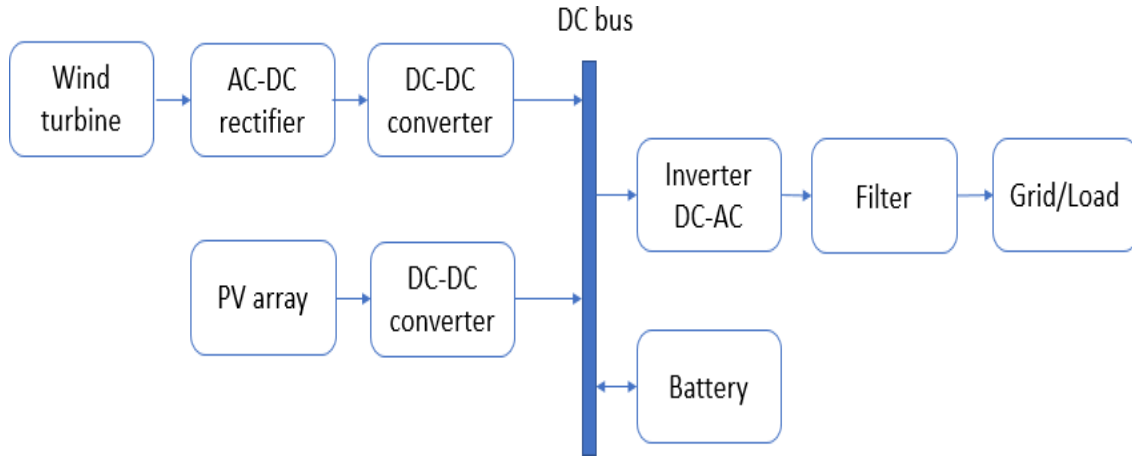 DC bus
Wind
turbine
AC-DC
rectifier
DC-DC
converter
Inverter
DC-AC
Filter
Grid/Load
PV array
DC-DC
converter
Battery